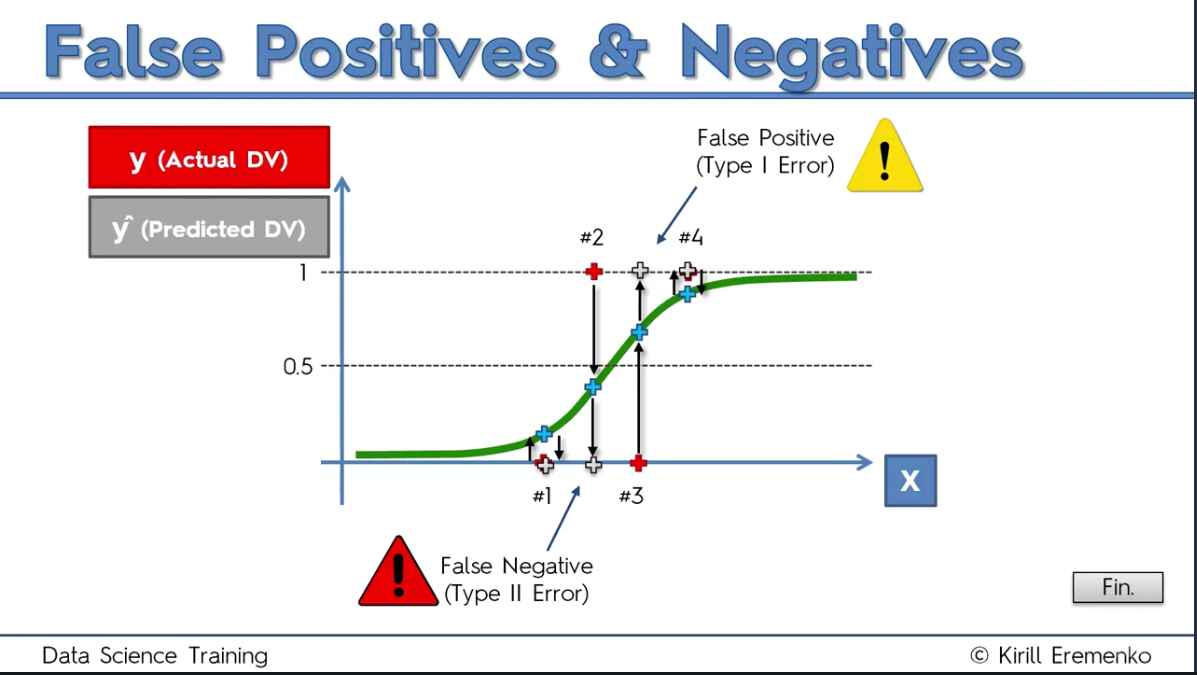 False Positives & Negatives
y (Actual DV)
ŷ (Predicted DV)
False Positive
(Type I Error)
!
#2
#4
1
0.5
#1
#3
X
!
False Negative
(Type II Error)
Fin.
Data Science Training
© Kirill Eremenko